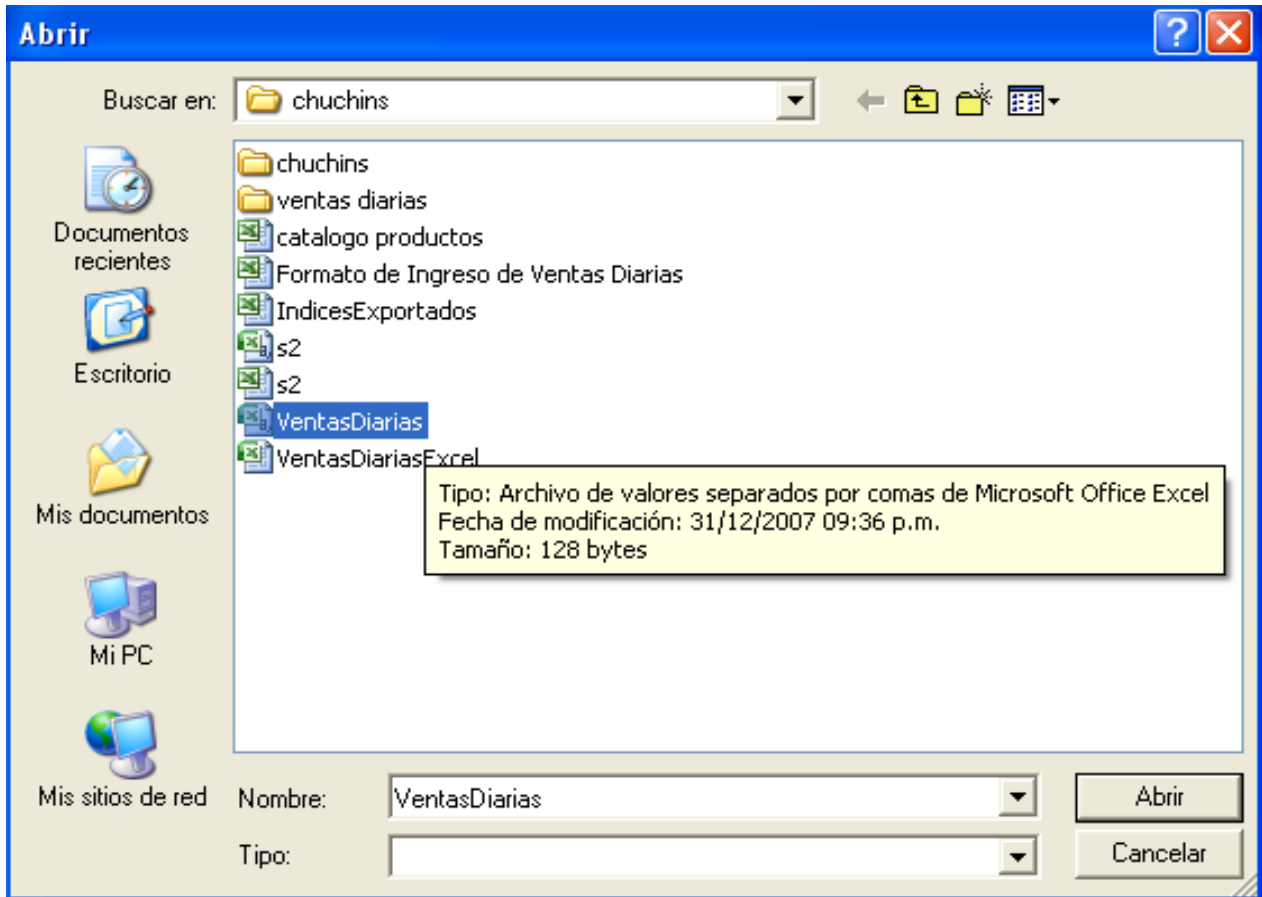 Abrir
Buscar en:
chuchins
chuchins
ventas diarias
catalogo productos
Formato de Ingreso de Ventas Diarias
IndicesExportados
s2
s2
VentasDiarias
VentasDiariasExcel
Tipo: Archivo de valores separados por comas de Microsoft Office Excel
Fecha de modificación: 31/12/2007 09:36 p.m.
Tamaño: 128 bytes
Documentos
recientes
Escritorio
Mis documentos
Mi PC
Mis sitios de red
Nombre:
VentasDiarias
Abrir
Tipo:
Cancelar